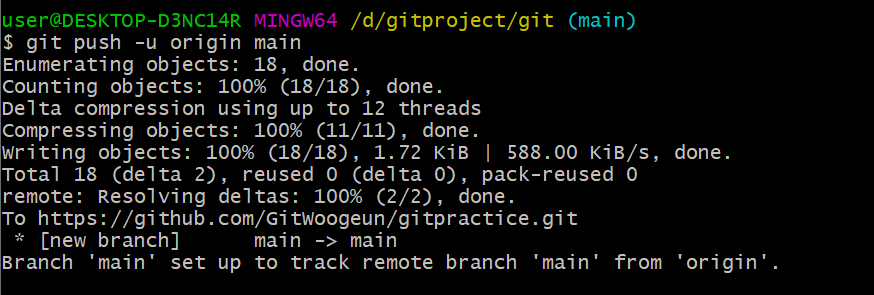 user@DESKTOP-D3NC14R MINGW64 /d/gitproject/git (main)
$ git push -u origin main
Enumerating objects: 18, done.
Counting objects: 100% (18/18), done.
Delta compression using up to 12 threads
Compressing objects: 100% (11/11), done.
Writing objects: 100% (18/18), 1.72 KiB | 588.00 KiB/s, done.
Total 18 (delta 2), reused 0 (delta 0), pack-reused 0
remote: Resolving deltas: 100% (2/2), done.
To https://github.com/GitWoogeun/gitpractice.git
 * [new branch]      main -> main
Branch 'main' set up to track remote branch 'main' from 'origin'.